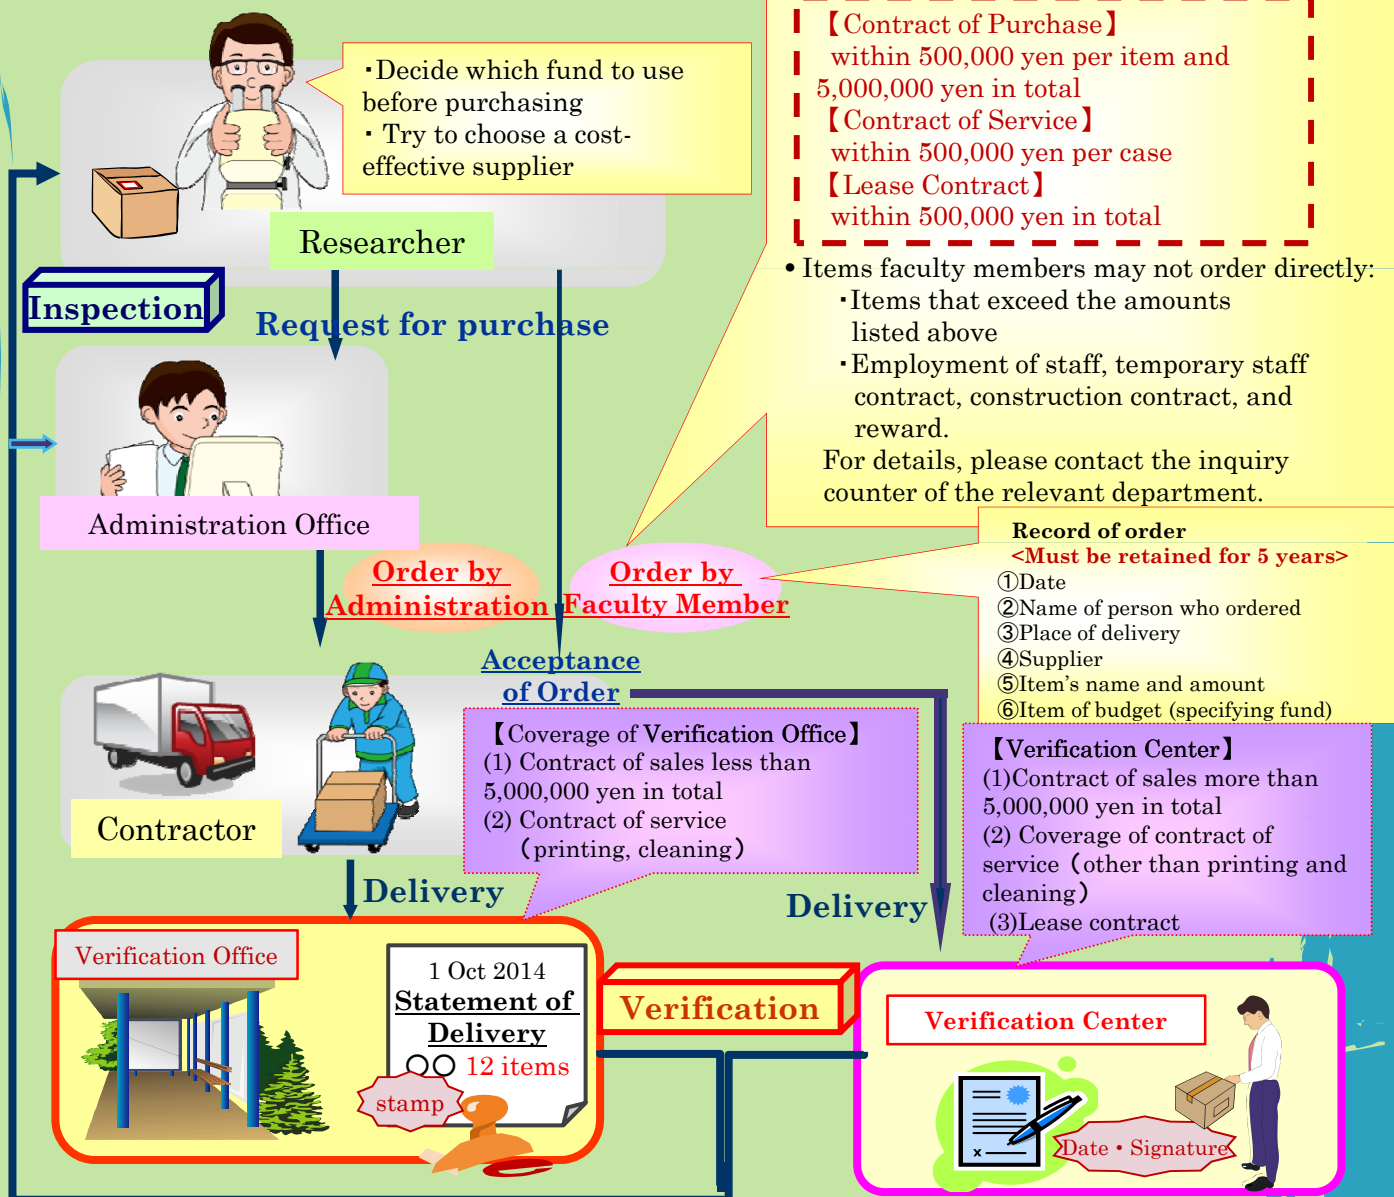 ・Decide which fund to use
before purchasing
・ Try to choose a cost-
effective supplier
【Contract of Purchase】
within 500,000 yen per item and
5,000,000 yen in total
【Contract of Service】
within 500,000 yen per case
【Lease Contract】
within 500,000 yen in total
• Items faculty members may not order directly:
・Items that exceed the amounts
listed above
・Employment of staff, temporary staff
contract, construction contract, and
reward.
For details, please contact the inquiry
counter of the relevant department.
Researcher
Inspection
Request for purchase
Administration Office
Order by
Administration
Order by
Faculty Member
Record of order
<Must be retained for 5 years>
①Date
②Name of person who ordered
③Place of delivery
④Supplier
⑤Item's name and amount
⑥Item of budget (specifying fund)
Acceptance
of Order
Contractor
【Coverage of Verification Office】
(1) Contract of sales less than
5,000,000 yen in total
(2) Contract of service
（printing, cleaning）
【Verification Center】
(1)Contract of sales more than
5,000,000 yen in total
(2) Coverage of contract of
service（other than printing and
cleaning）
(3)Lease contract
Delivery
Delivery
Verification Office
1 Oct 2014
Statement of
Delivery
○○ 12 items
stamp
Verification
Verification Center
x
Date・Signature